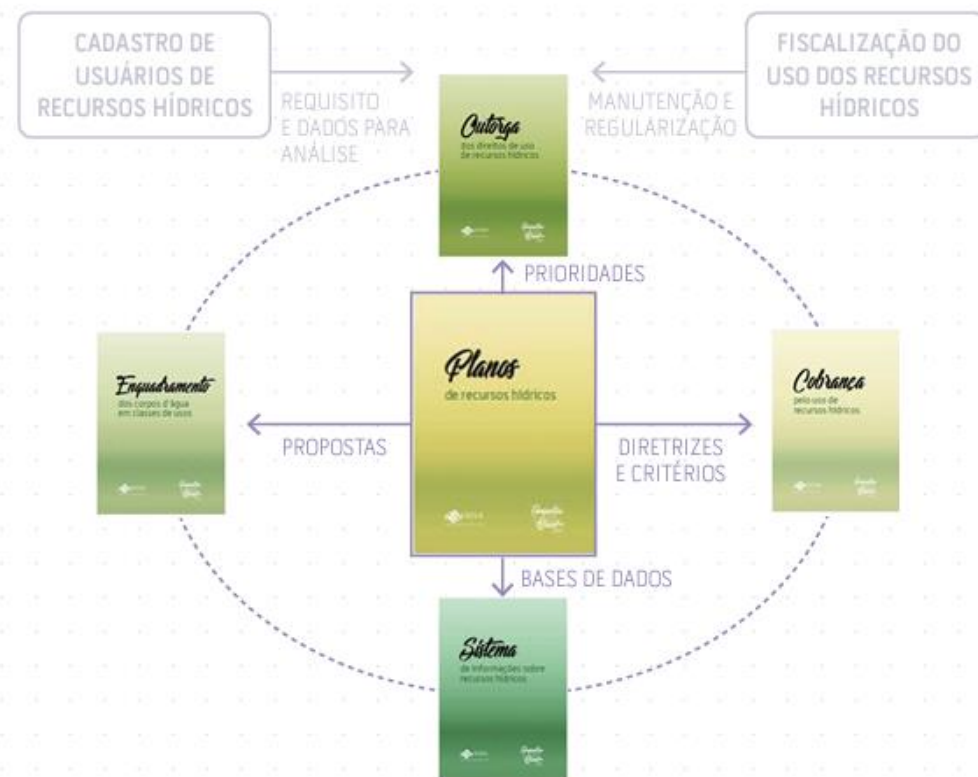 CADASTRO DE
USUÁRIOS DE
RECURSOS HÍDRICOS
REQUISITO
E DADOS PARA
ANÁLISE
MANUTENÇÃO E
REGULARIZAÇÃO
FISCALIZAÇÃO DO
USO DOS RECURSOS
HÍDRICOS
Outorga
dos direitos de uso
de recursos hídricos
PRIORIDADES
Enquadramento
dos corpos d'água
em classes de usos
PROPOSTAS
Planos
de recursos hídricos
DIRETRIZES
E CRITÉRIOS
Cobrança
pelo uso de
recursos hídricos
BASES DE DADOS
Sistema
de informações sobre
recursos hídricos